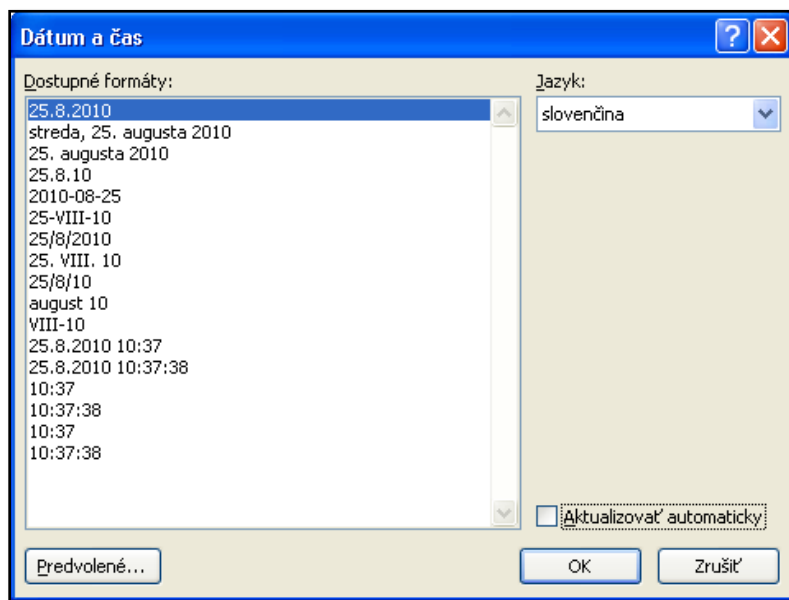 Dátum a čas
Dostupné formáty:
25.8.2010
streda, 25. augusta 2010
25. augusta 2010
25.8.10
2010-08-25
25-VIII-10
25/8/2010
25. VIII. 10
25/8/10
august 10
VIII-10
25.8.2010 10:37
25.8.2010 10:37:38
10:37
10:37:38
10:37
10:37:38
Jazyk:
slovenčina
Aktualizovať automaticky
Predvolené...
OK
Zrušiť